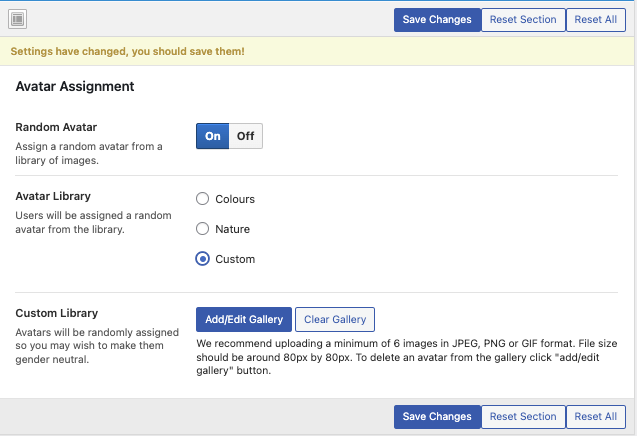 Save Changes Reset Section Reset All
Settings have changed, you should save them!
Avatar Assignment
Random Avatar
Assign a random avatar from a
library of images.
On Off
Avatar Library
Users will be assigned a random
avatar from the library.
Colours
Nature
Custom
Custom Library
Avatars will be randomly assigned
so you may wish to make them
gender neutral.
Add/Edit Gallery Clear Gallery
We recommend uploading a minimum of 6 images in JPEG, PNG or GIF format. File size
should be around 80px by 80px. To delete an avatar from the gallery click "add/edit
gallery" button.
Save Changes Reset Section Reset All